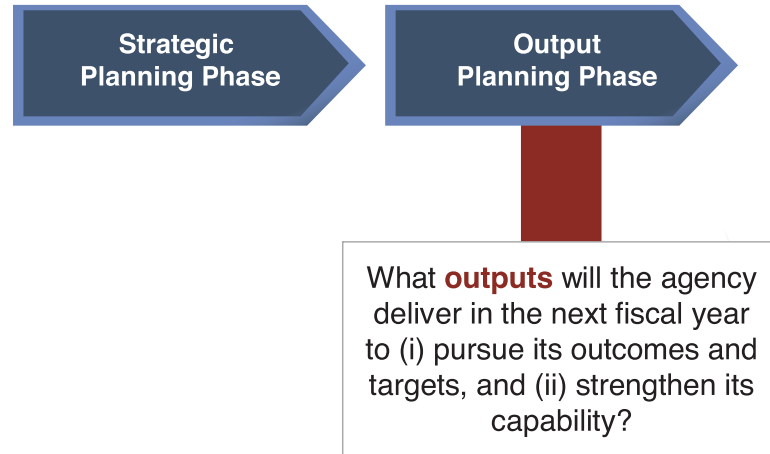 Strategic
Planning Phase
Output
Planning Phase
What outputs will the agency
deliver in the next fiscal year
to (i) pursue its outcomes and
targets, and (ii) strengthen its
capability?